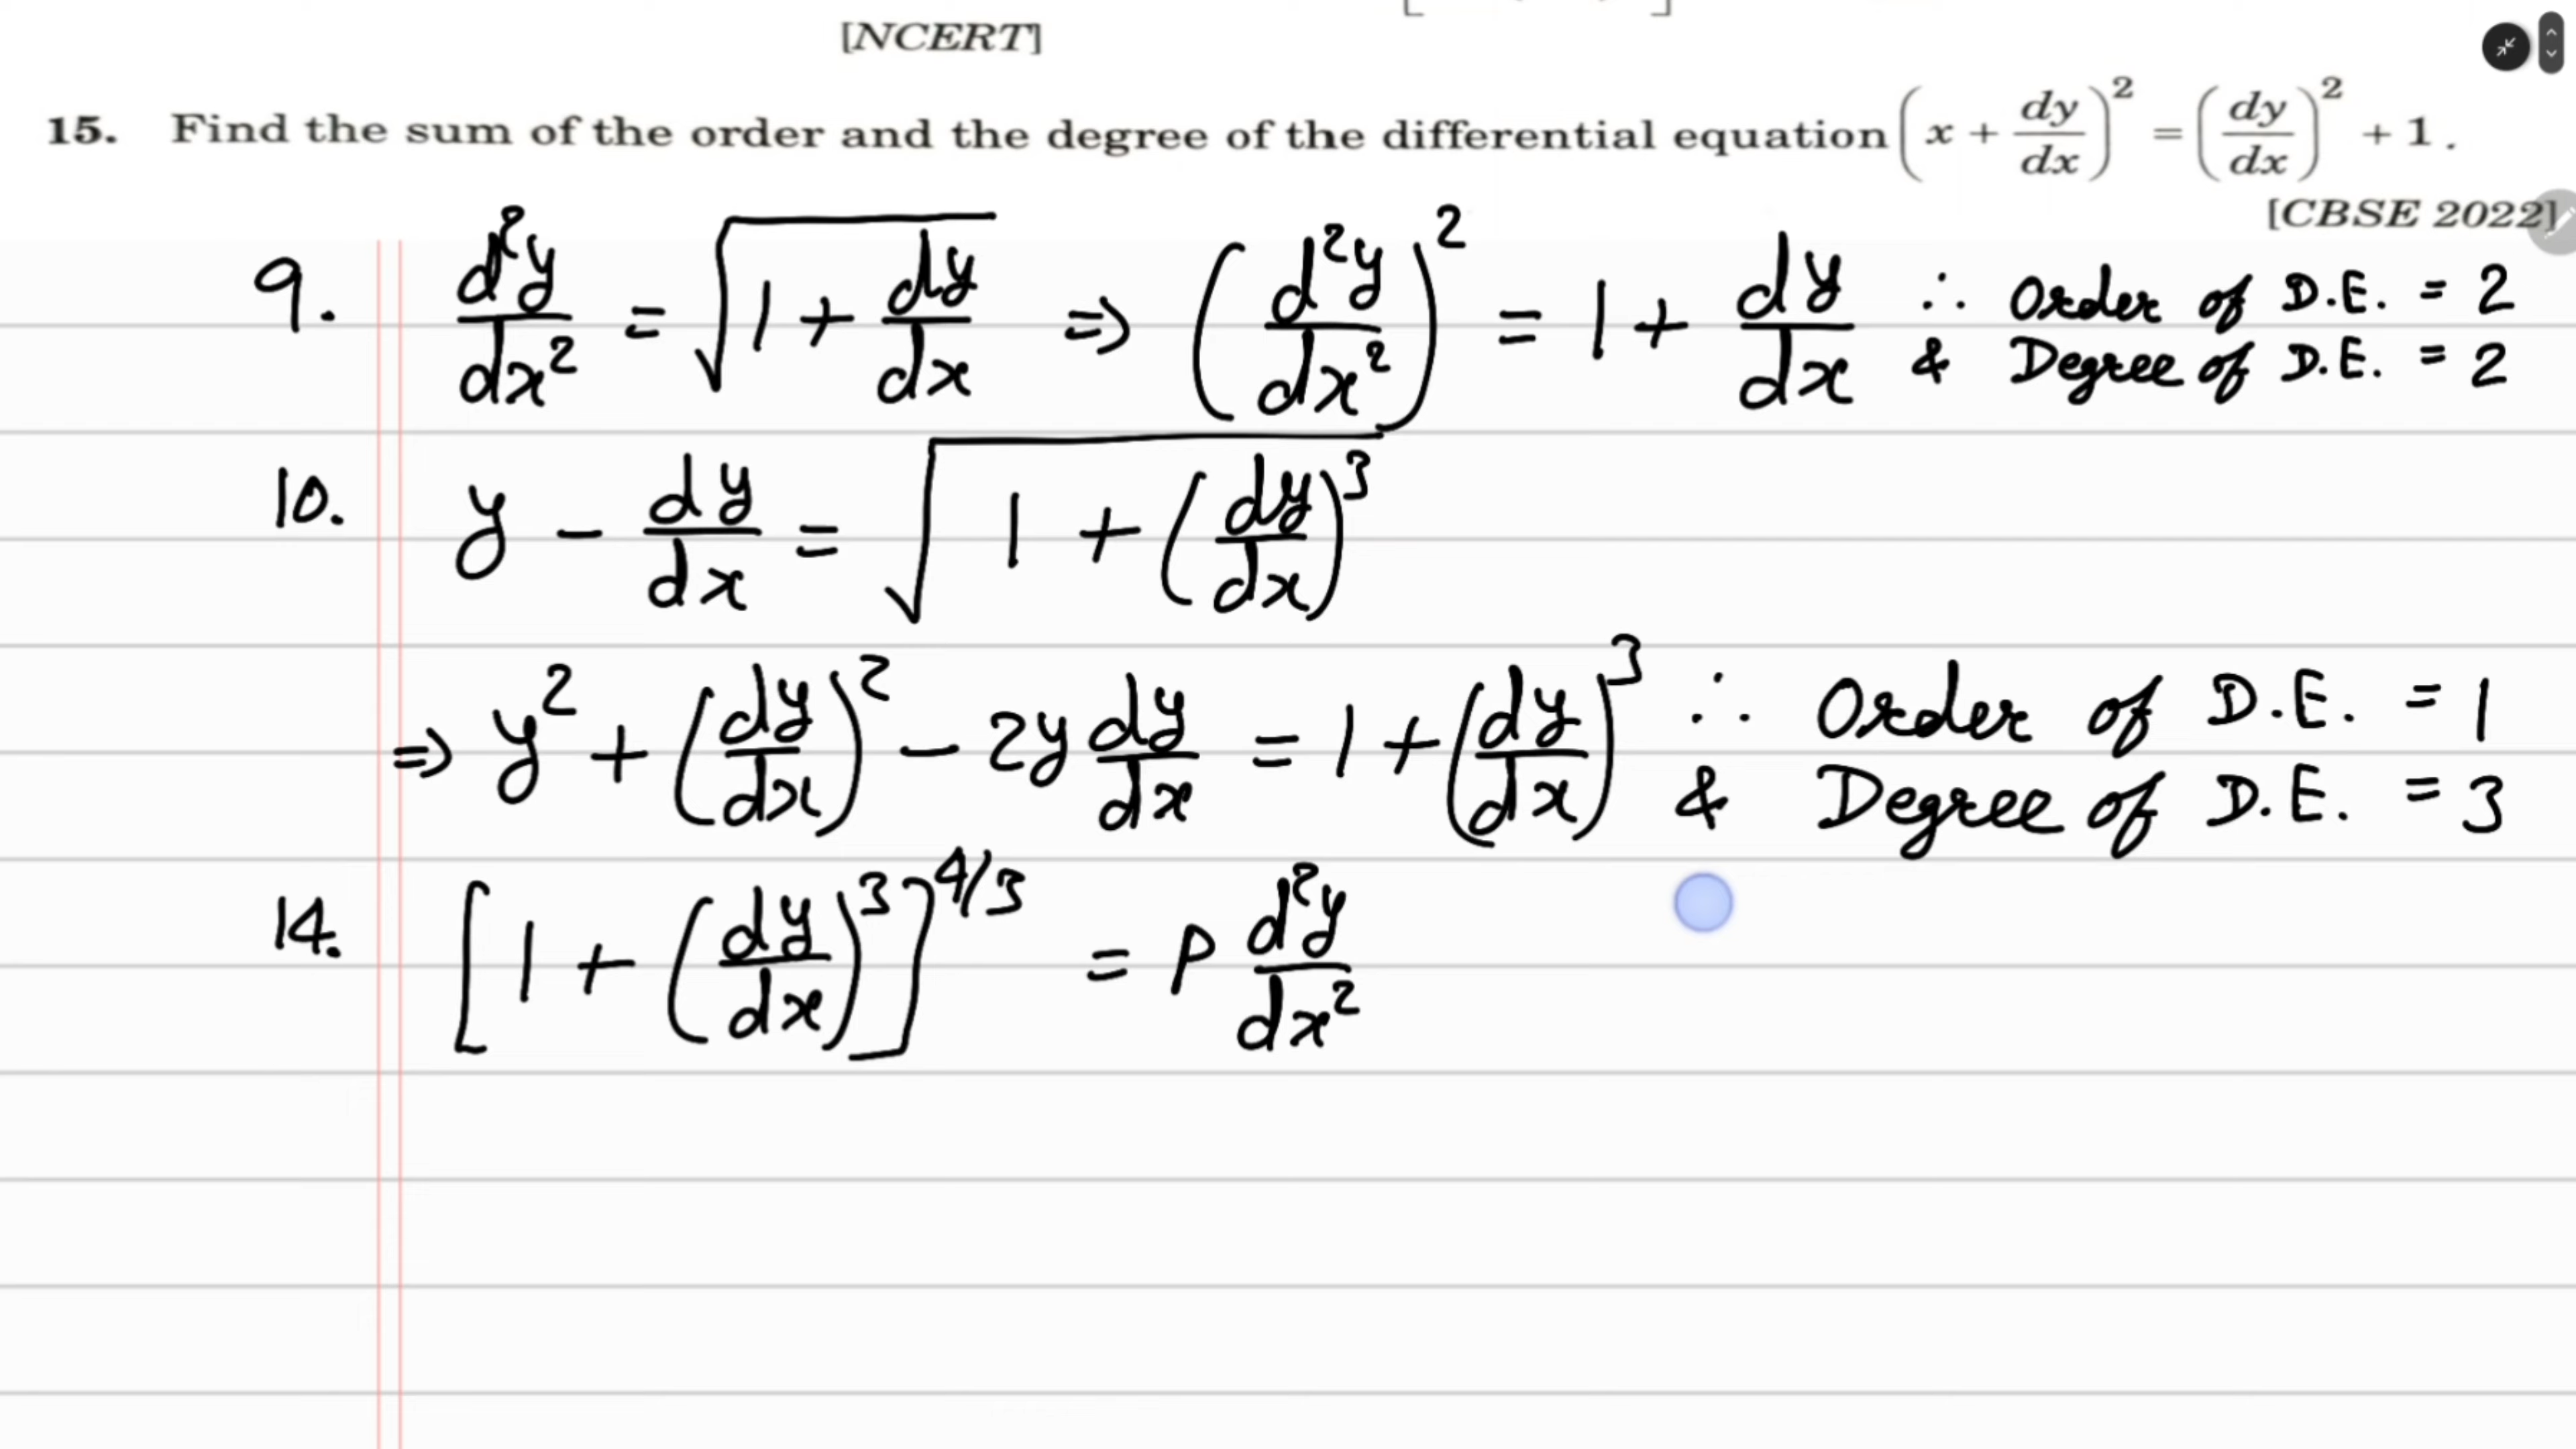 [NCERT]
15. Find the sum of the order and the degree of the differential equation (x + dy/dx)² = (dy/dx)² + 1 .
[CBSE 2022]
9. d²y/dx² = √(1 + dy/dx) ⇒ (d²y/dx²)² = 1 + dy/dx ∴ Order of D.E. = 2
& Degree of D.E. = 2
10. y - dy/dx = √(1 + (dy/dx)³)
⇒ y² + (dy/dx)² - 2y dy/dx = 1 + (dy/dx)³ ∴ Order of D.E. = 1
& Degree of D.E. = 3
14. [1 + (dy/dx)³]^4/3 = P d²y/dx²